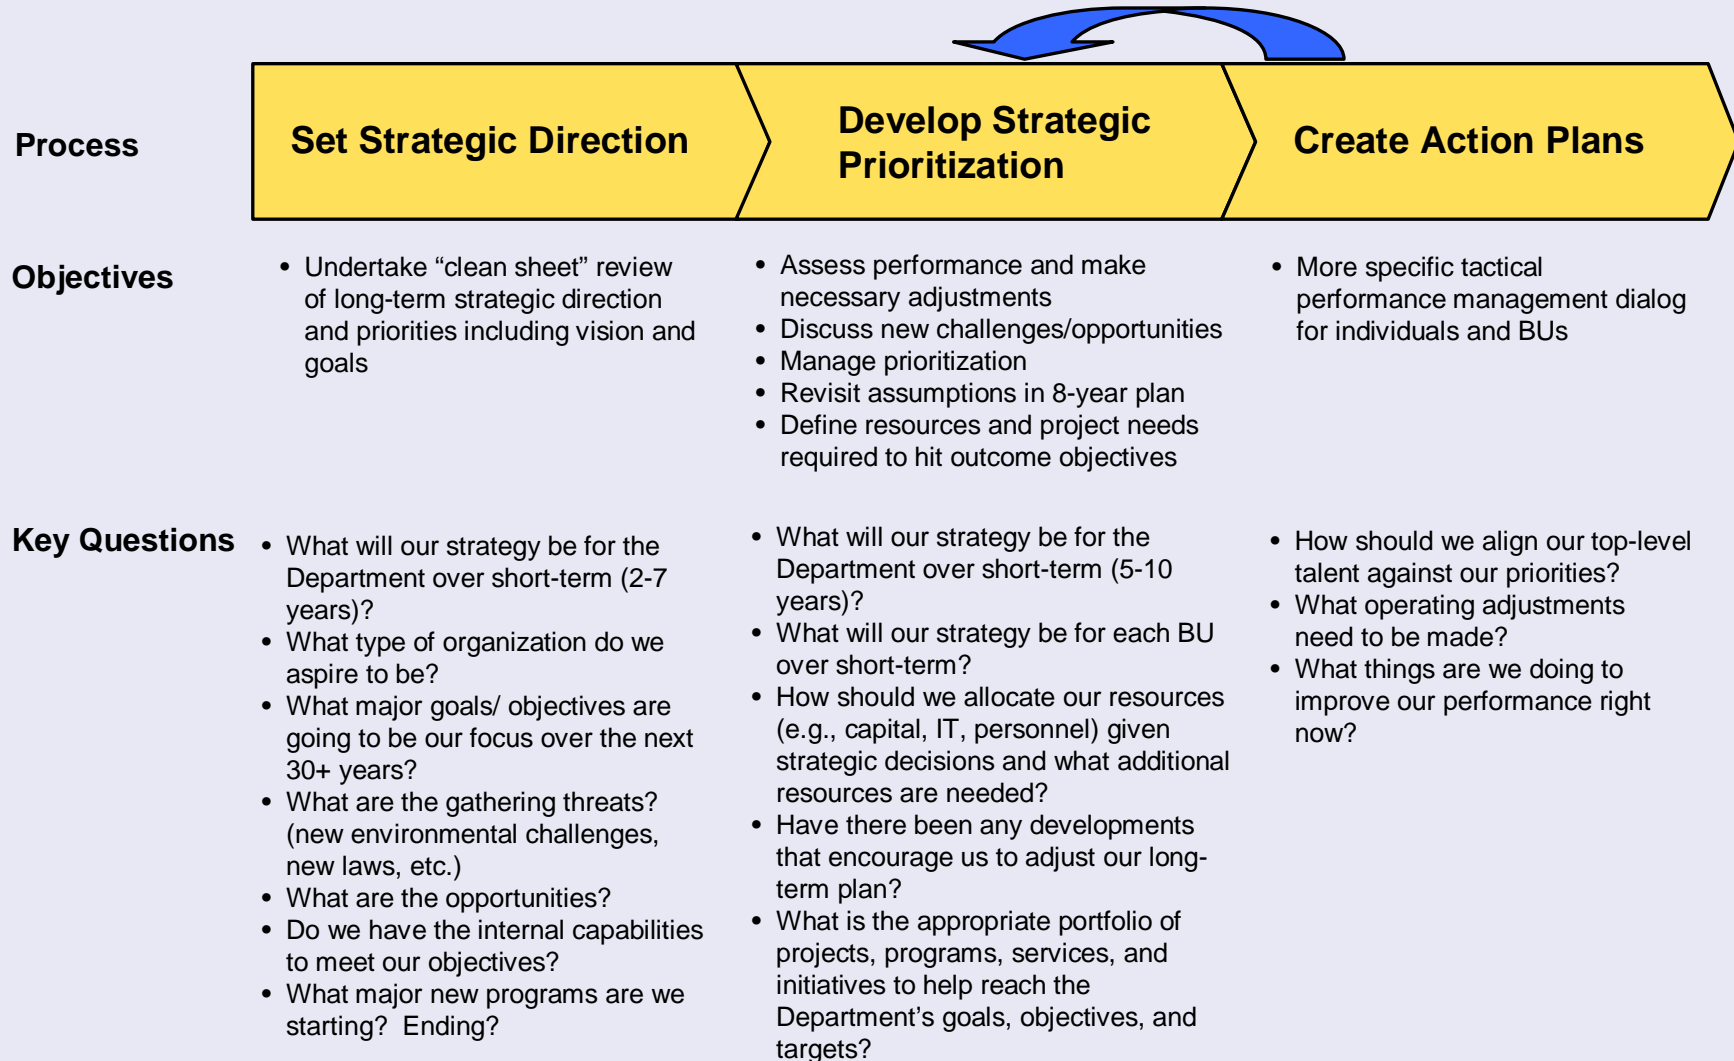 Process
Set Strategic Direction
Develop Strategic
Prioritization
Create Action Plans
Objectives
• Undertake “clean sheet” review
of long-term strategic direction
and priorities including vision and
goals
• Assess performance and make
necessary adjustments
• Discuss new challenges/opportunities
• Manage prioritization
• Revisit assumptions in 8-year plan
• Define resources and project needs
required to hit outcome objectives
• More specific tactical
performance management dialog
for individuals and BUs
Key Questions
• What will our strategy be for the
Department over short-term (2-7
years)?
• What type of organization do we
aspire to be?
• What major goals/ objectives are
going to be our focus over the next
30+ years?
• What are the gathering threats?
(new environmental challenges,
new laws, etc.)
• What are the opportunities?
• Do we have the internal capabilities
to meet our objectives?
• What major new programs are we
starting?  Ending?
• What will our strategy be for the
Department over short-term (5-10
years)?
• What will our strategy be for each BU
over short-term?
• How should we allocate our resources
(e.g., capital, IT, personnel) given
strategic decisions and what additional
resources are needed?
• Have there been any developments
that encourage us to adjust our long-
term plan?
• What is the appropriate portfolio of
projects, programs, services, and
initiatives to help reach the
Department’s goals, objectives, and
targets?
• How should we align our top-level
talent against our priorities?
• What operating adjustments
need to be made?
• What things are we doing to
improve our performance right
now?